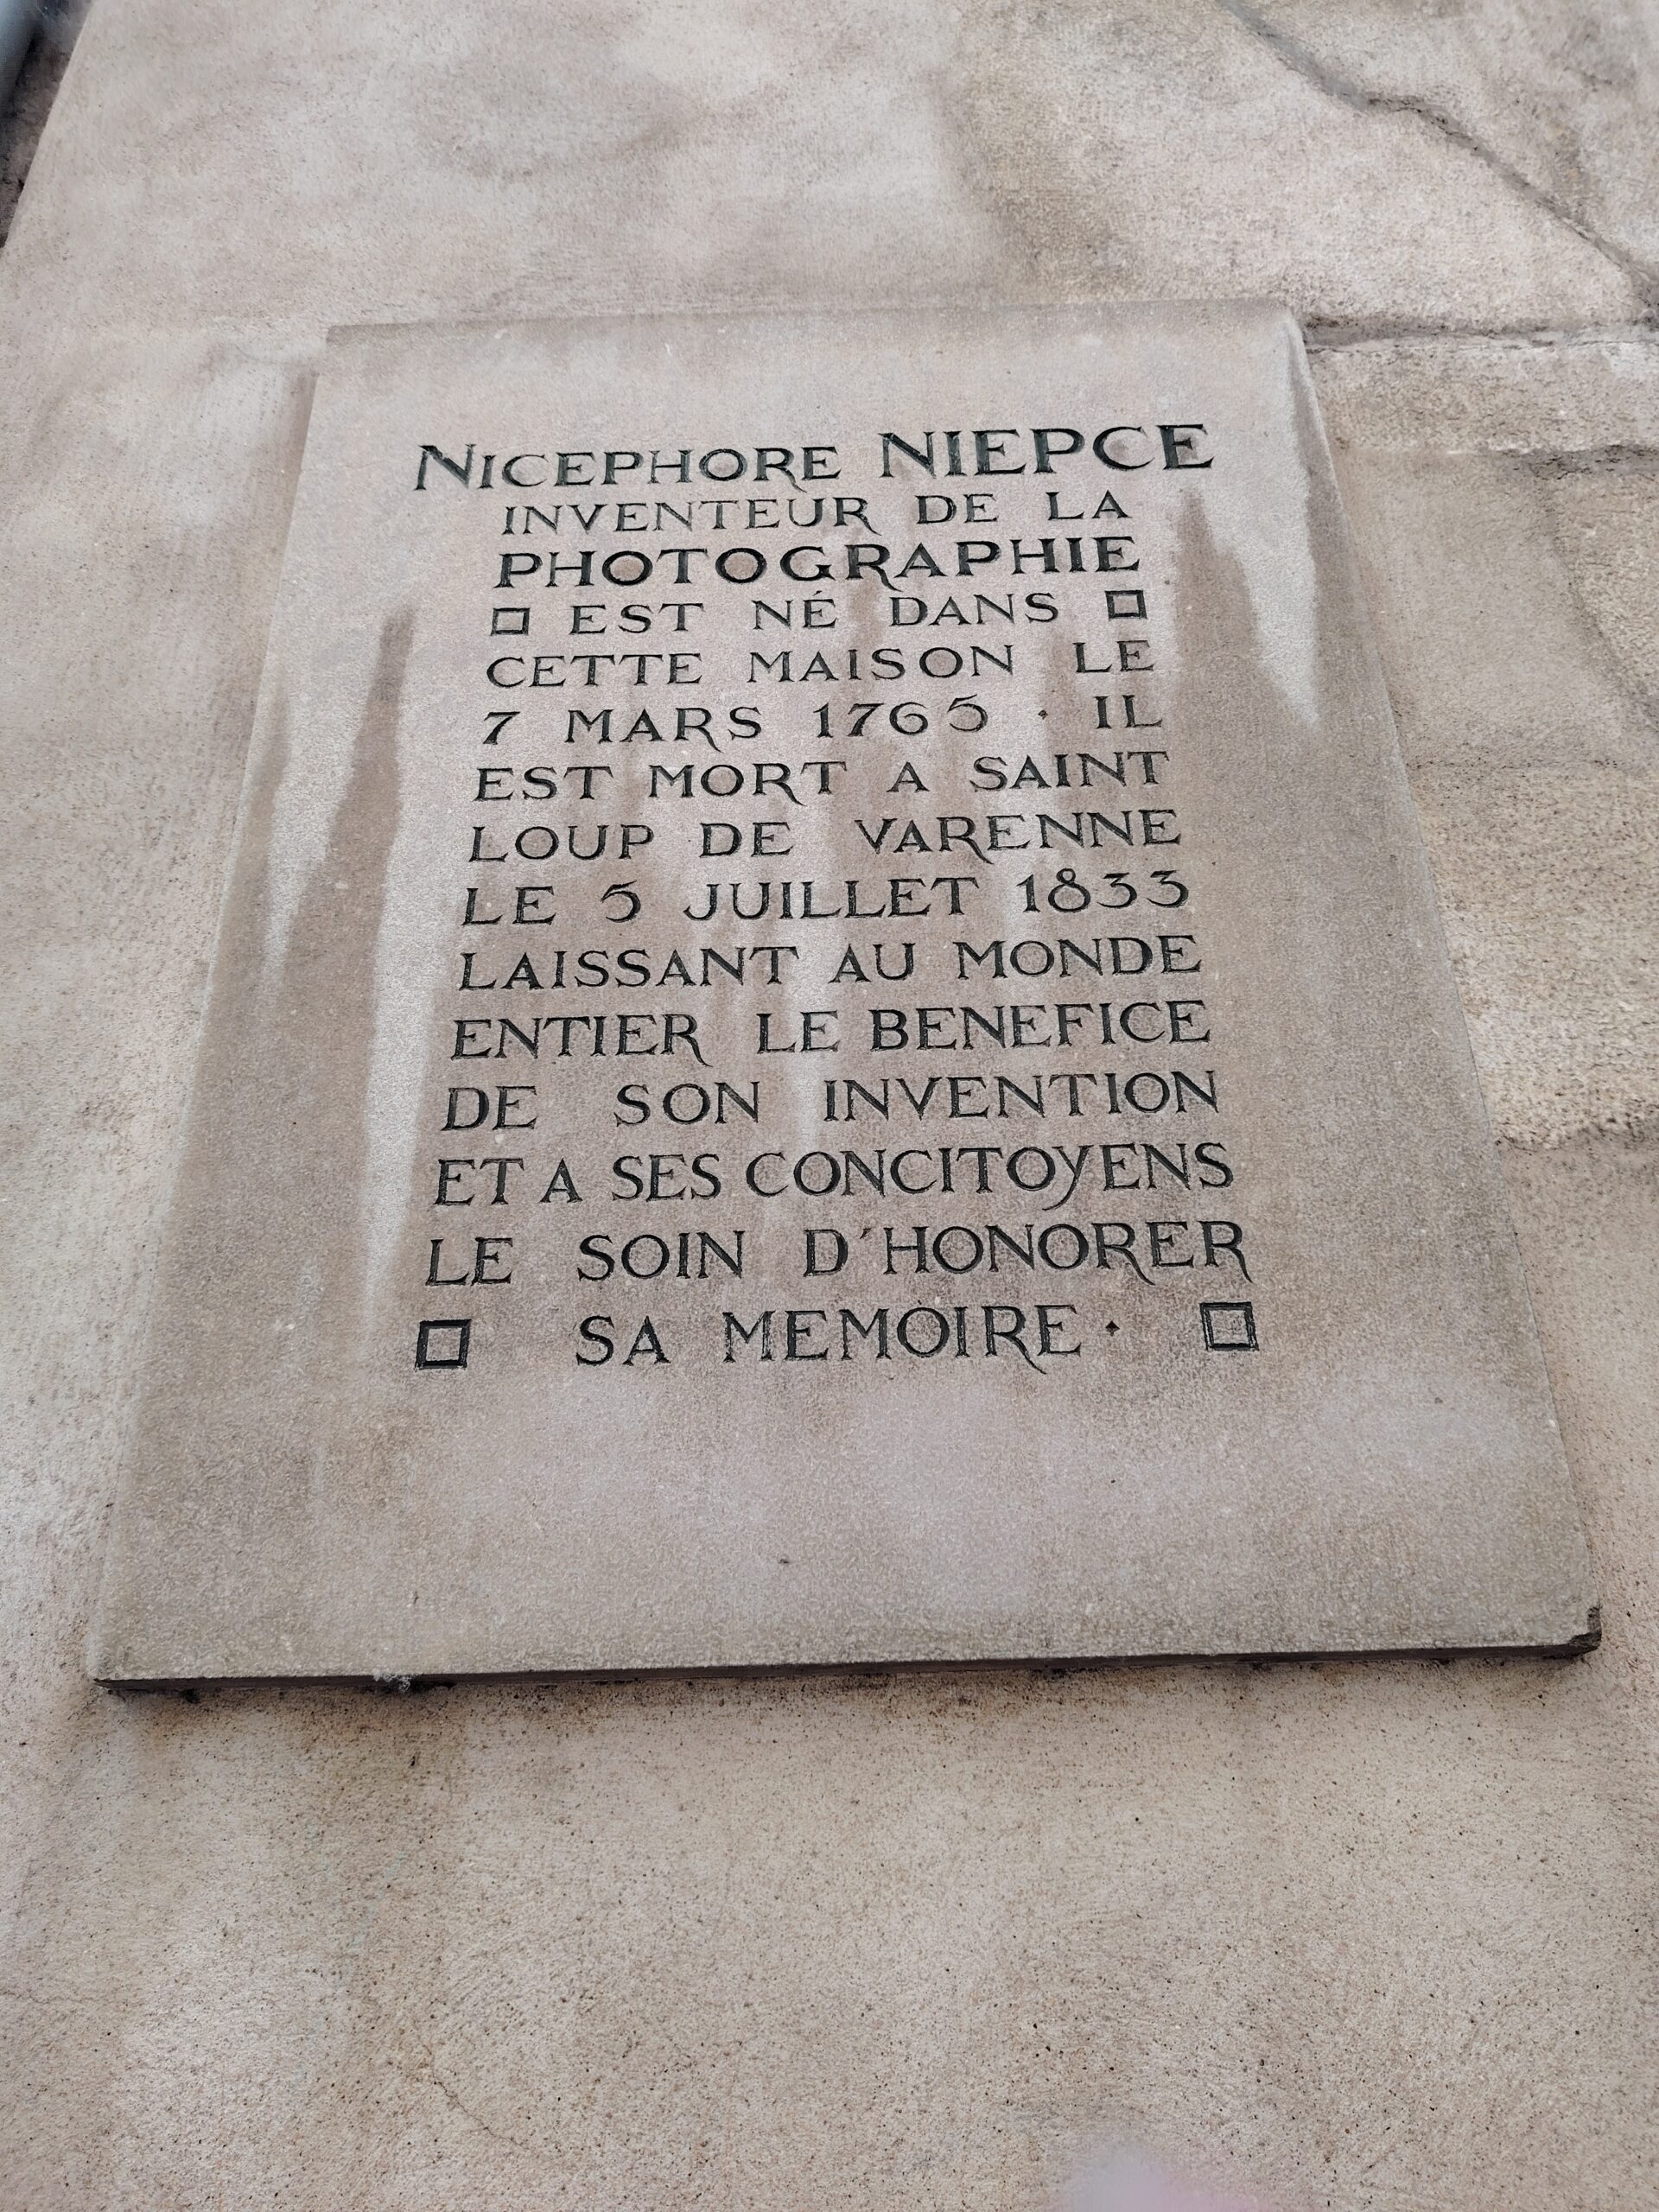 NICEPHORE NIEPCE
INVENTEUR DE LA
PHOTOGRAPHIE
EST NÉ DANS
CETTE MAISON LE
7 MARS 1765 · IL
EST MORT A SAINT
LOUP DE VARENNE
LE 5 JUILLET 1833
LAISSANT AU MONDE
ENTIER LE BENEFICE
DE SON INVENTION
ET A SES CONCITOYENS
LE SOIN D'HONORER
SA MEMOIRE ·